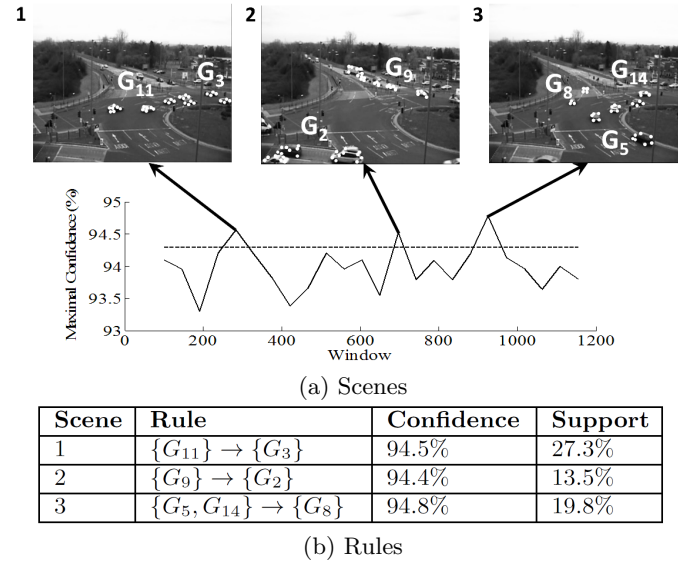 1 2 3
G11 G3
G2 G9
G8 G14 G5
Maximal Confidence (%)
95
94.5
94
93.5
93
0 200 400 600 800 1000 1200
Window
(a) Scenes
Scene Rule Confidence Support
1 {G11} → {G3} 94.5% 27.3%
2 {G9} → {G2} 94.4% 13.5%
3 {G5, G14} → {G8} 94.8% 19.8%
(b) Rules